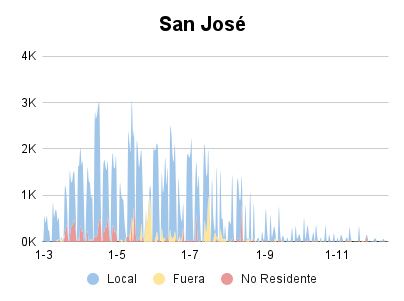 San José
4K
3K
2K
1K
0K
1-3 1-5 1-7 1-9 1-11
Local Fuera No Residente